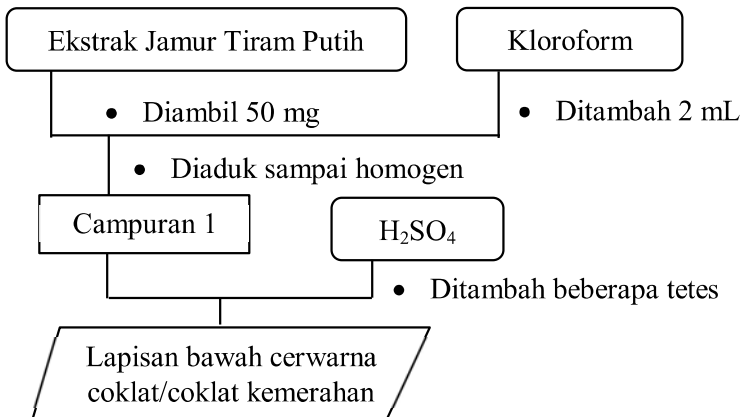 Ekstrak Jamur Tiram Putih
Kloroform
• Diambil 50 mg
• Ditambah 2 mL
• Diaduk sampai homogen
Campuran 1
H₂SO₄
• Ditambah beberapa tetes
Lapisan bawah cerwarna
coklat/coklat kemerahan